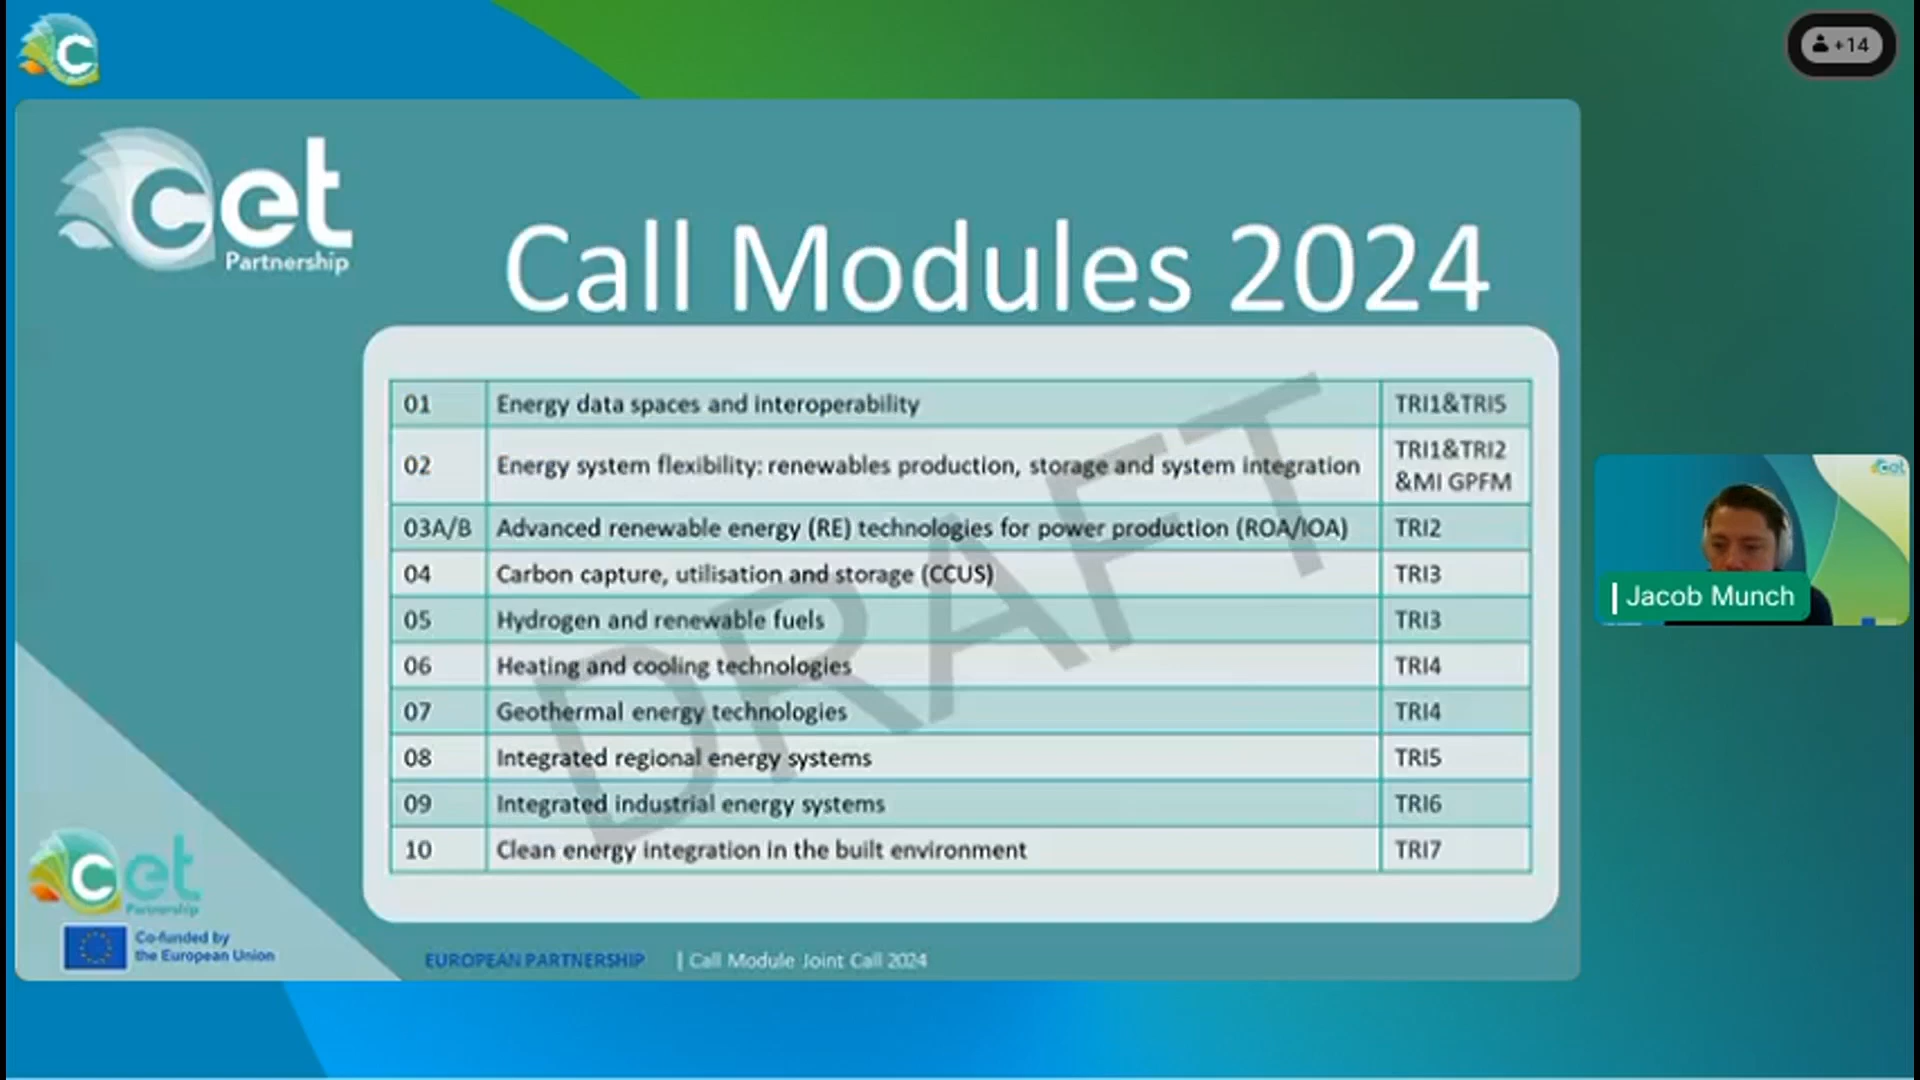 C
+14
cet
Partnership
Call Modules 2024
01 Energy data spaces and interoperability TRI1&TRI5
02 Energy system flexibility: renewables production, storage and system integration TRI1&TRI2
&MI GPFM
03A/B Advanced renewable energy (RE) technologies for power production (ROA/IOA) TRI2
04 Carbon capture, utilisation and storage (CCUS) TRI3
05 Hydrogen and renewable fuels TRI3
06 Heating and cooling technologies TRI4
07 Geothermal energy technologies TRI4
08 Integrated regional energy systems TRI5
09 Integrated industrial energy systems TRI6
10 Clean energy integration in the built environment TRI7
DRAFT
cet
Jacob Munch
cet
Partnership
Co-funded by
the European Union
EUROPEAN PARTNERSHIP | Call Module Joint Call 2024